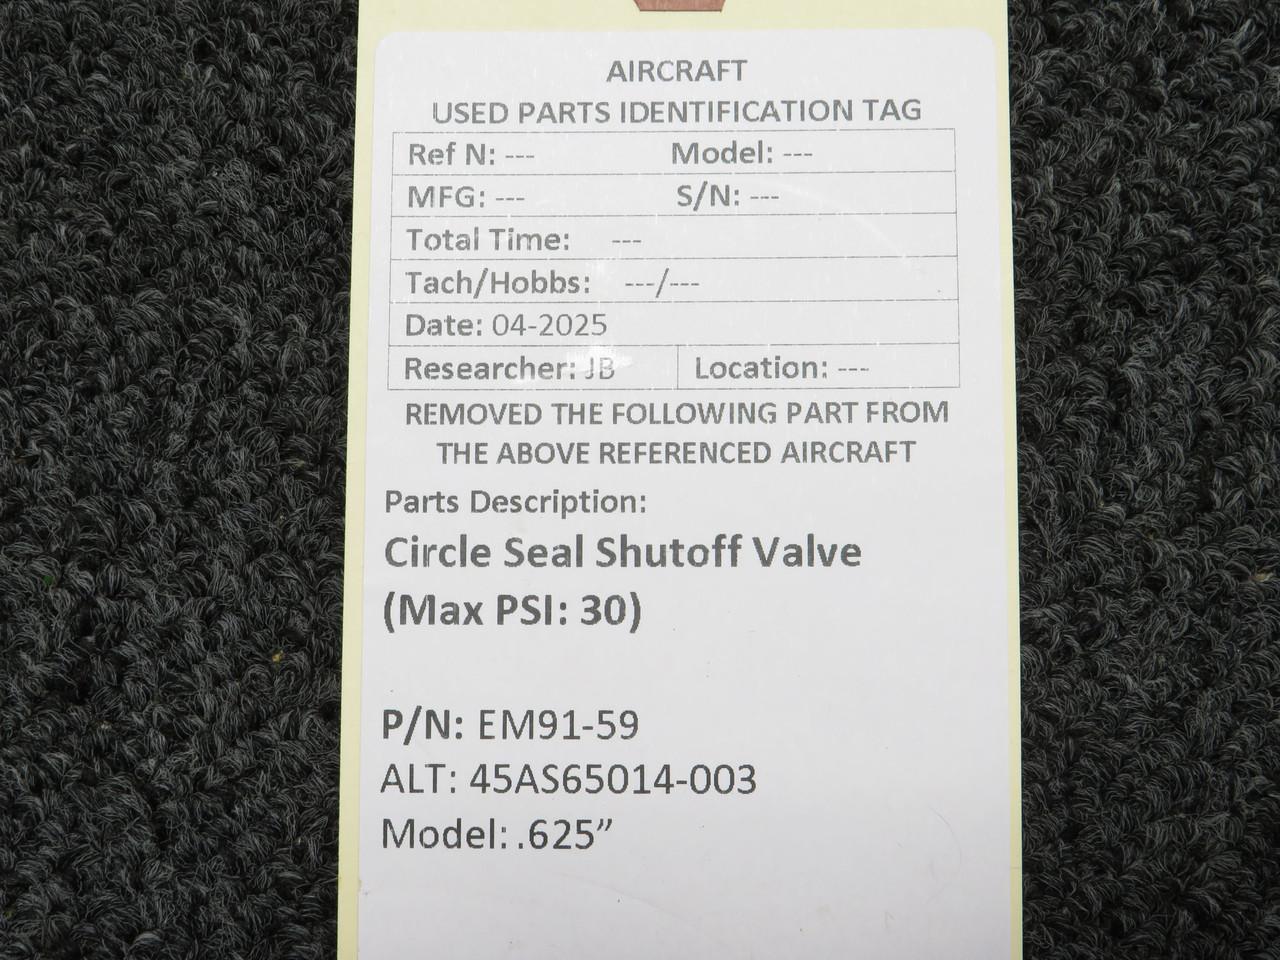 AIRCRAFT
USED PARTS IDENTIFICATION TAG
Ref N: --- Model: ---
MFG: --- S/N: ---
Total Time: ---
Tach/Hobbs: ---/---
Date: 04-2025
Researcher: JB Location: ---
REMOVED THE FOLLOWING PART FROM
THE ABOVE REFERENCED AIRCRAFT
Parts Description:
Circle Seal Shutoff Valve
(Max PSI: 30)
P/N: EM91-59
ALT: 45AS65014-003
Model: .625”